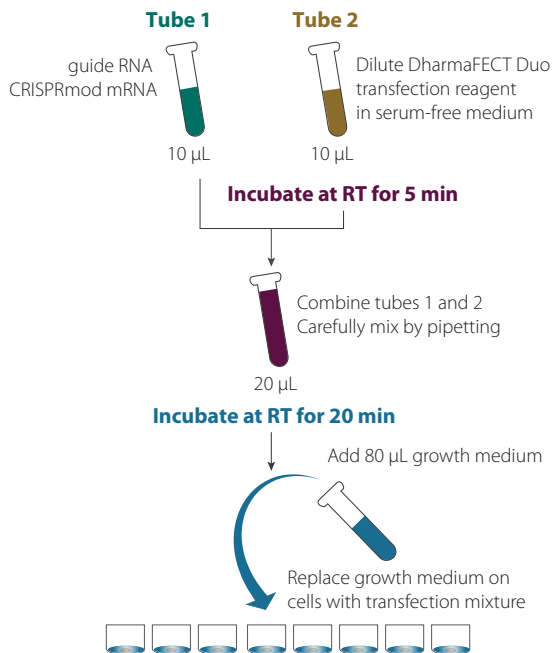 Tube 1
Tube 2
guide RNA
CRISPRmod mRNA
Dilute DharmaFECT Duo
transfection reagent
in serum-free medium
10 µL
10 µL
Incubate at RT for 5 min
Combine tubes 1 and 2
Carefully mix by pipetting
20 µL
Incubate at RT for 20 min
Add 80 µL growth medium
Replace growth medium on
cells with transfection mixture